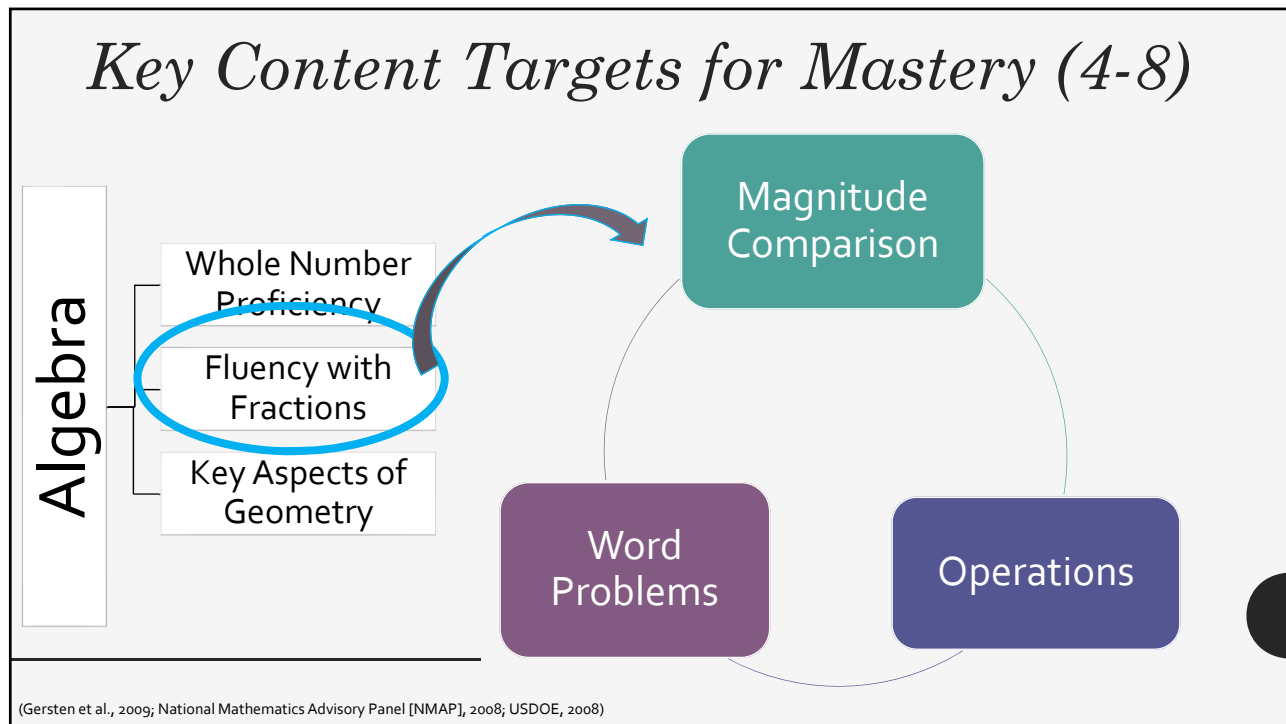 Key Content Targets for Mastery (4-8)
Algebra
Whole Number
Proficiency
Fluency with
Fractions
Key Aspects of
Geometry
Magnitude
Comparison
Word
Problems
Operations
(Gersten et al., 2009; National Mathematics Advisory Panel [NMAP], 2008; USDOE, 2008)